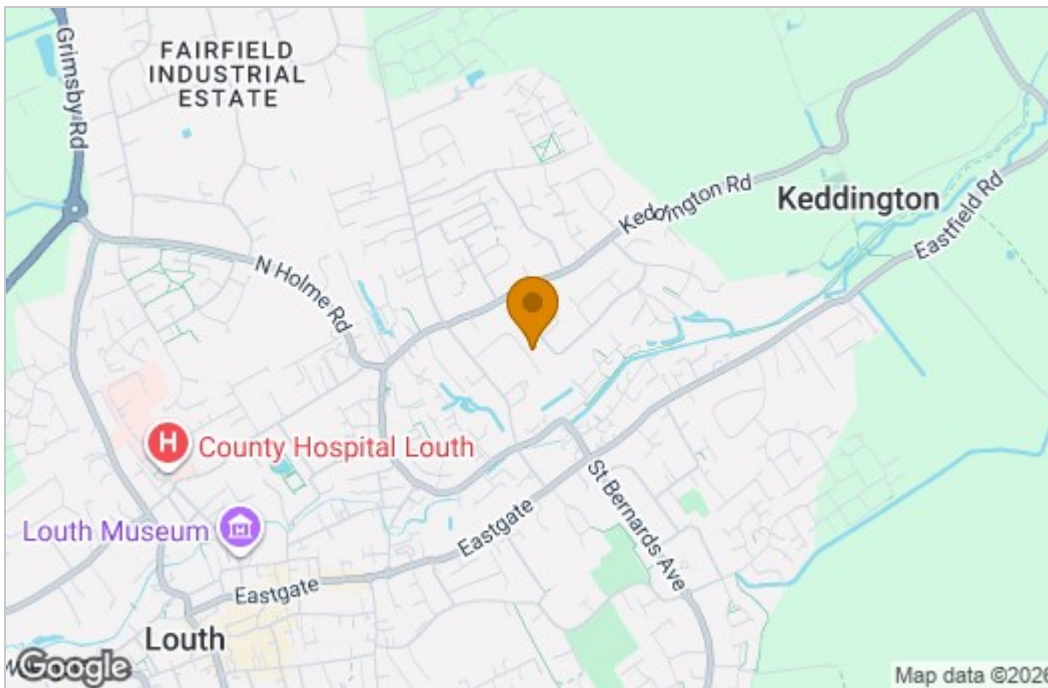 FAIRFIELD
INDUSTRIAL
ESTATE
Grimsby Rd
Keddington Rd
Keddington
Eastfield Rd
N Holme Rd
H
County Hospital Louth
St Bernards Ave
Louth Museum
Eastgate
Eastgate
Louth
Google
Map data ©2026